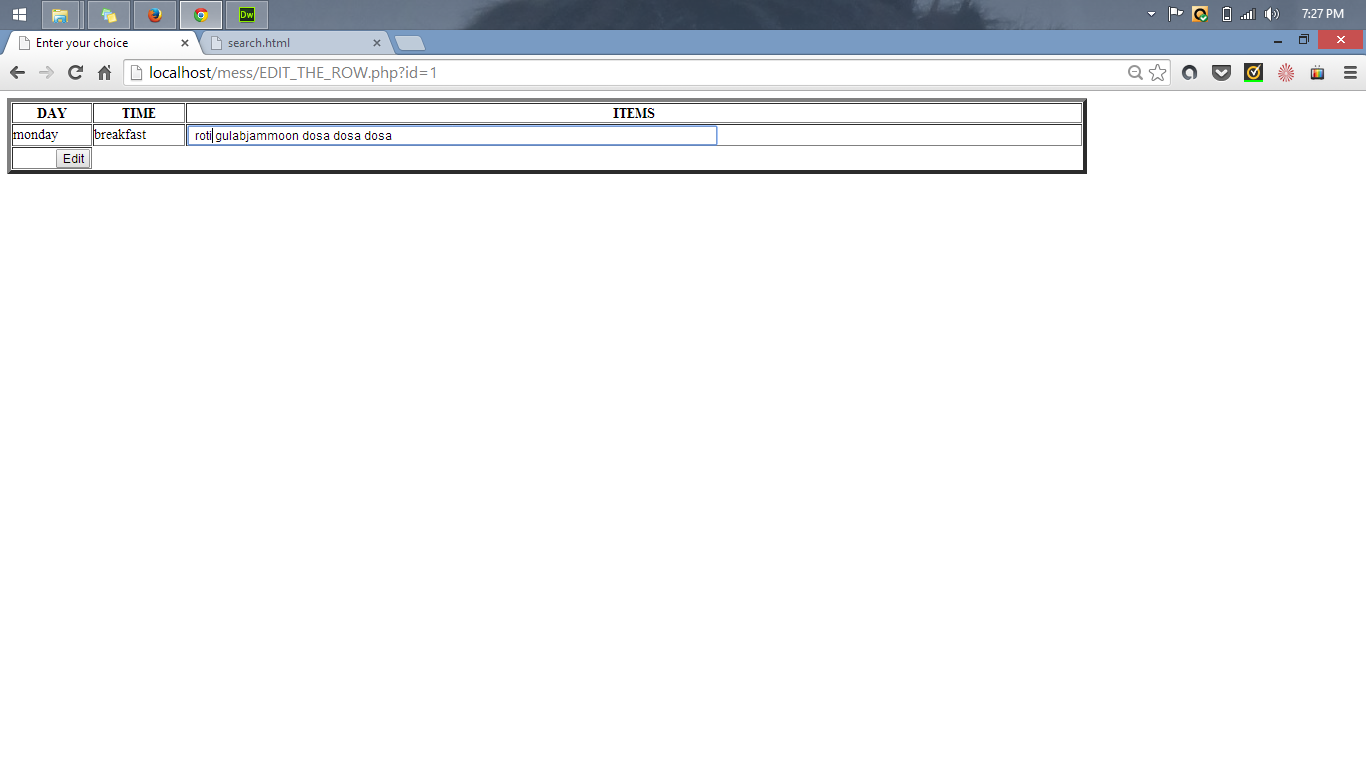 Dw
7:27 PM
Enter your choice
search.html
localhost/mess/EDIT_THE_ROW.php?id=1
DAY TIME ITEMS
monday breakfast roti gulabjammoon dosa dosa dosa
Edit